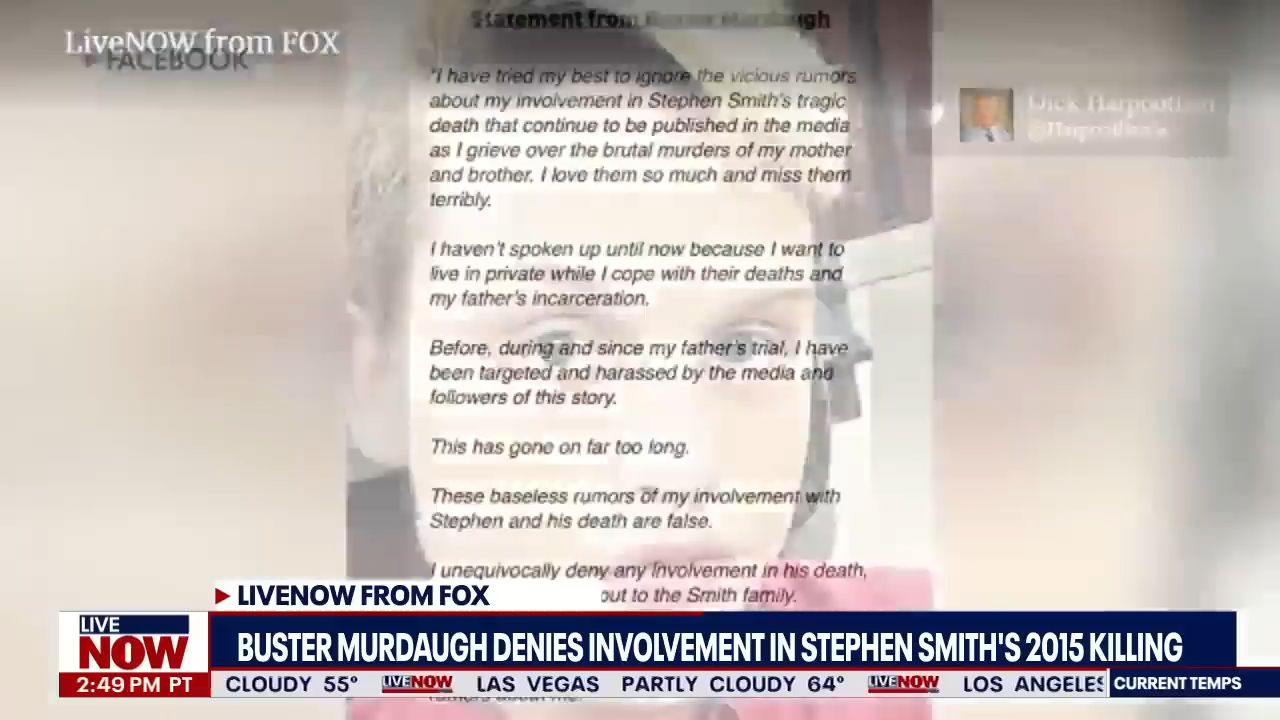 LiveNOW from FOX
FACEBOOK
Statement from Buster Murdaugh
Dick Harpootlian
"I have tried my best to ignore the vicious rumors
about my involvement in Stephen Smith's tragic
death that continue to be published in the media
as I grieve over the brutal murders of my mother
and brother. I love them so much and miss them
terribly.
I haven't spoken up until now because I want to
live in private while I cope with their deaths and
my father's incarceration.
Before, during and since my father's trial, I have
been targeted and harassed by the media and
followers of this story.
This has gone on far too long.
These baseless rumors of my involvement with
Stephen and his death are false.
I unequivocally deny any involvement in his death,
out to the Smith family.
LIVENOW FROM FOX
LIVE
NOW
BUSTER MURDAUGH DENIES INVOLVEMENT IN STEPHEN SMITH'S 2015 KILLING
2:49 PM PT
CLOUDY 55° LIVENOW LAS VEGAS PARTLY CLOUDY 64° LIVENOW LOS ANGELES
CURRENT TEMPS